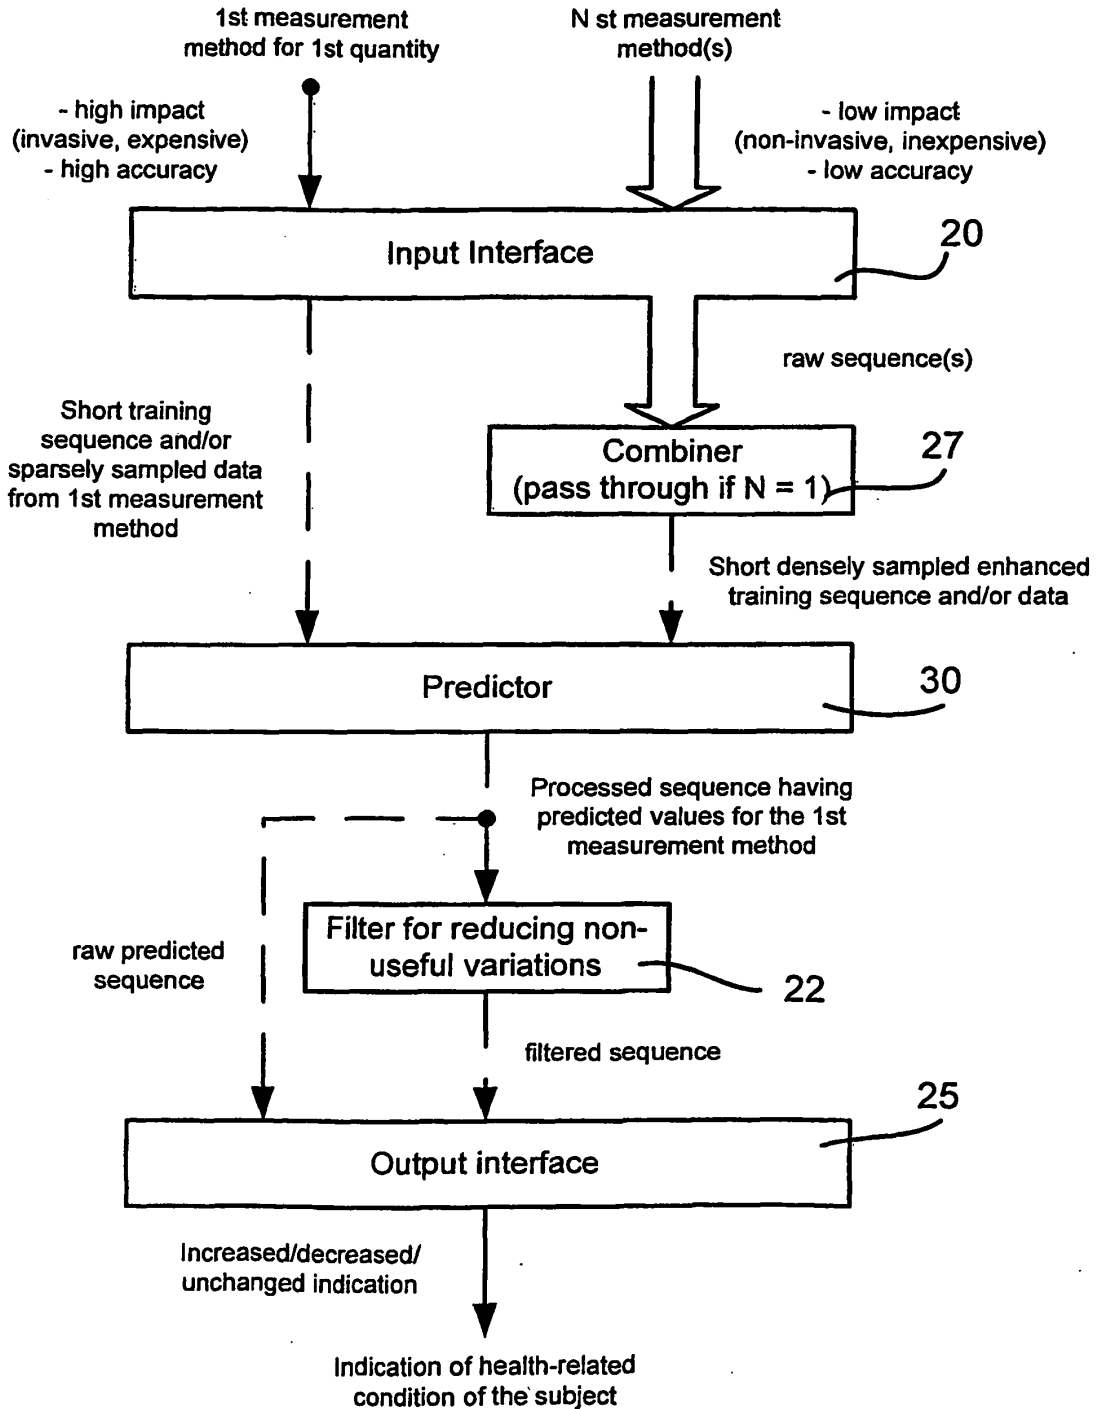 1st measurement
method for 1st quantity
N st measurement
method(s)
- high impact
(invasive, expensive)
- high accuracy
- low impact
(non-invasive, inexpensive)
- low accuracy
Input Interface
20
raw sequence(s)
Short training
sequence and/or
sparsely sampled data
from 1st measurement
method
Combiner
(pass through if N = 1)
27
Short densely sampled enhanced
training sequence and/or data
Predictor
30
Processed sequence having
predicted values for the 1st
measurement method
Filter for reducing non-
useful variations
22
raw predicted
sequence
filtered sequence
25
Output interface
Increased/decreased/
unchanged indication
Indication of health-related
condition of the subject